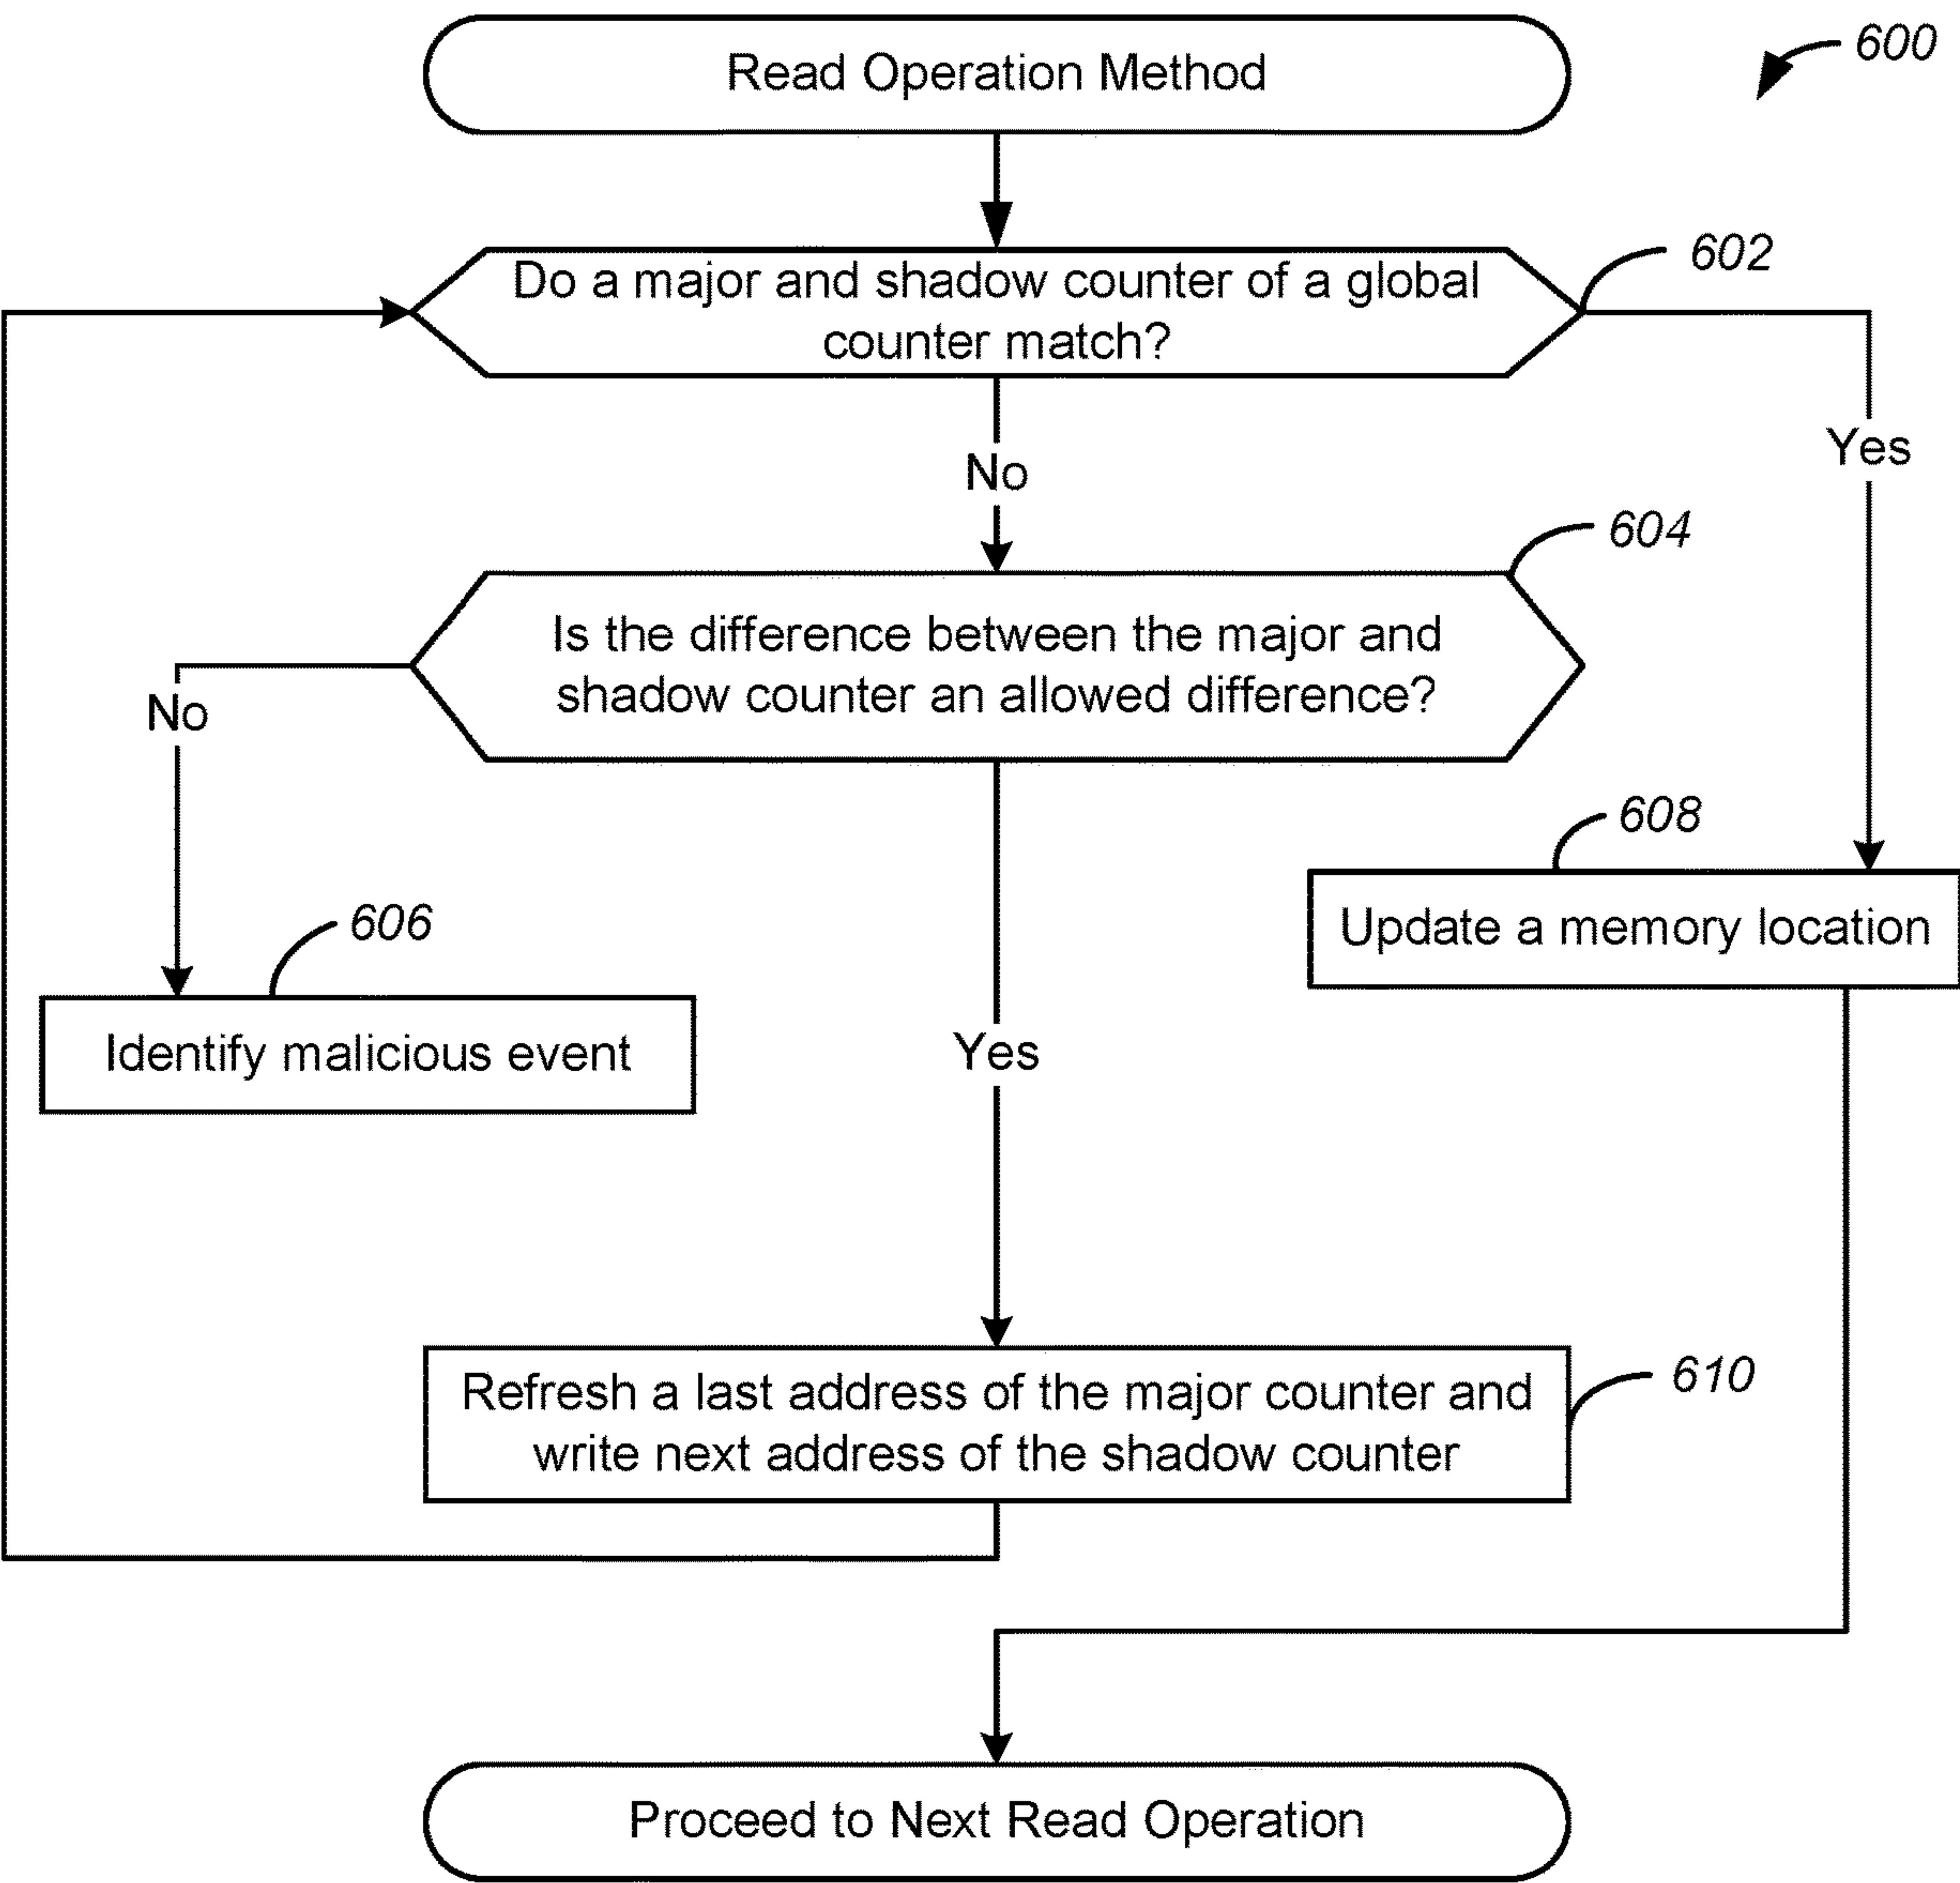 Read Operation Method
600
Do a major and shadow counter of a global
counter match?
602
Yes
No
604
Is the difference between the major and
shadow counter an allowed difference?
No
608
Update a memory location
606
Identify malicious event
Yes
Refresh a last address of the major counter and
write next address of the shadow counter
610
Proceed to Next Read Operation